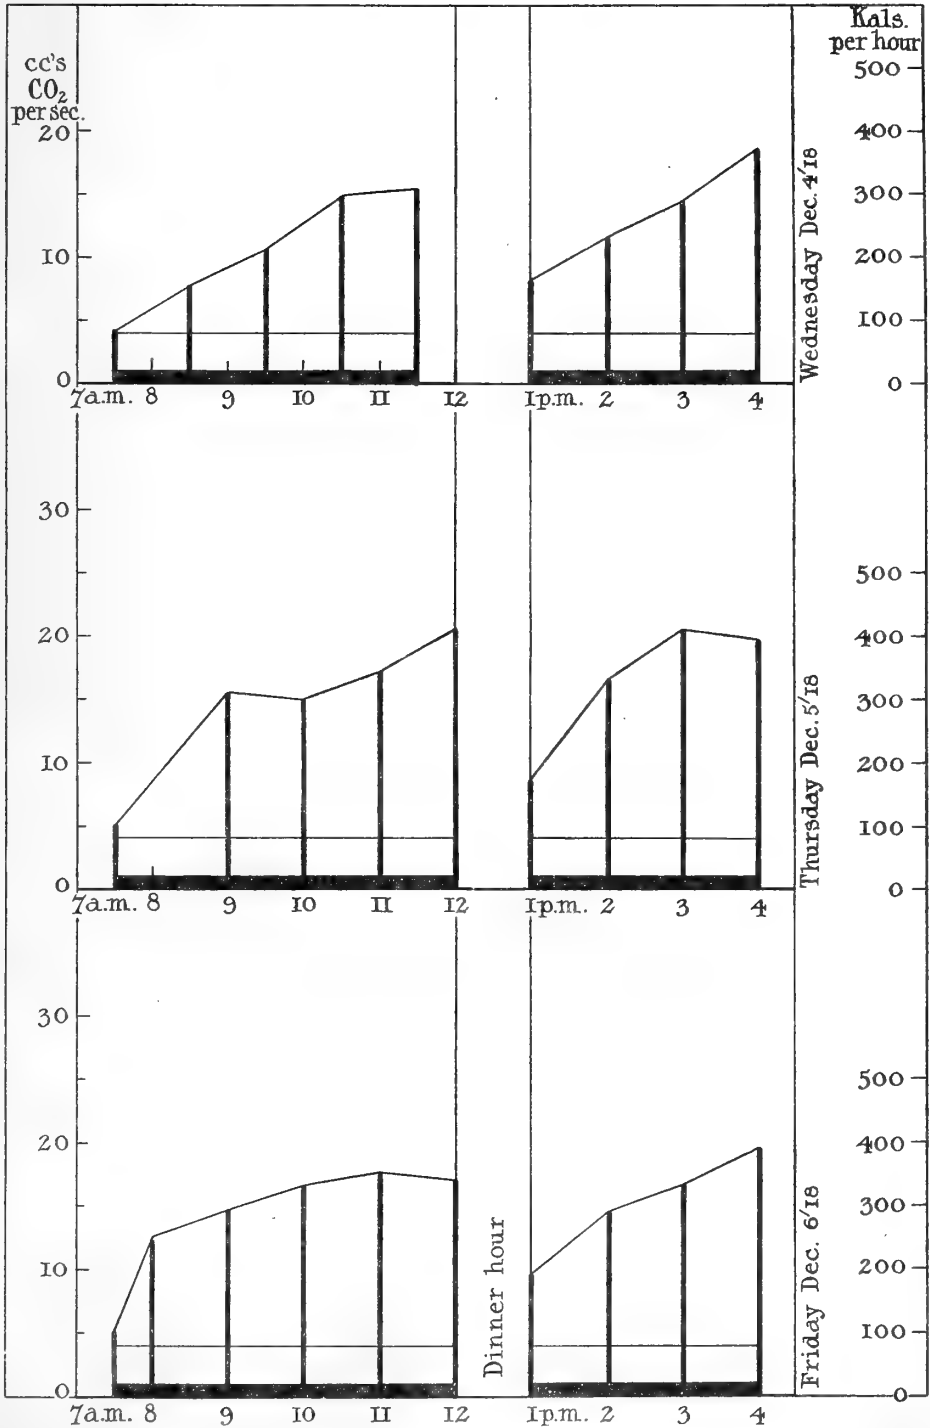 cc's
CO₂
per sec.
Kals.
per hour
500
20
400
300
10
200
100
0
0
7a.m. 8 9 10 11 12 1p.m. 2 3 4
Wednesday Dec. 4'18
30
500
20
400
300
10
200
100
0
0
7a.m. 8 9 10 11 12 1p.m. 2 3 4
Thursday Dec. 5'18
30
500
20
400
300
10
200
100
0
0
7a.m. 8 9 10 11 12 1p.m. 2 3 4
Dinner hour
Friday Dec. 6'18